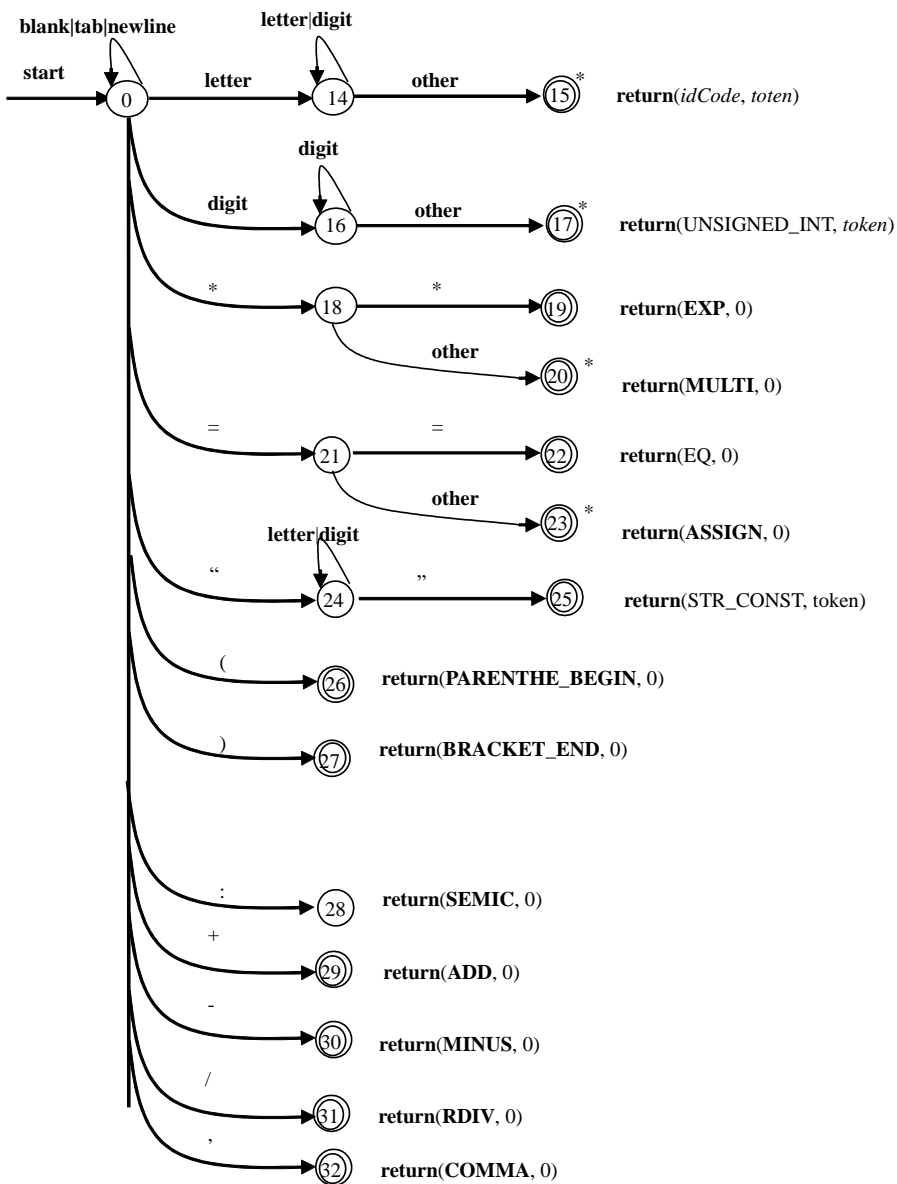 blank|tab|newline
letter|digit
start
letter
other
*
0
14
15
return(idCode, toten)
digit
digit
other
*
16
17
return(UNSIGNED_INT, token)
*
*
18
19
return(EXP, 0)
other
*
20
return(MULTI, 0)
=
=
21
22
return(EQ, 0)
other
*
23
return(ASSIGN, 0)
letter|digit
“
”
24
25
return(STR_CONST, token)
(
26
return(PARENTHE_BEGIN, 0)
)
27
return(BRACKET_END, 0)
:
28
return(SEMIC, 0)
+
29
return(ADD, 0)
-
30
return(MINUS, 0)
/
31
return(RDIV, 0)
,
32
return(COMMA, 0)